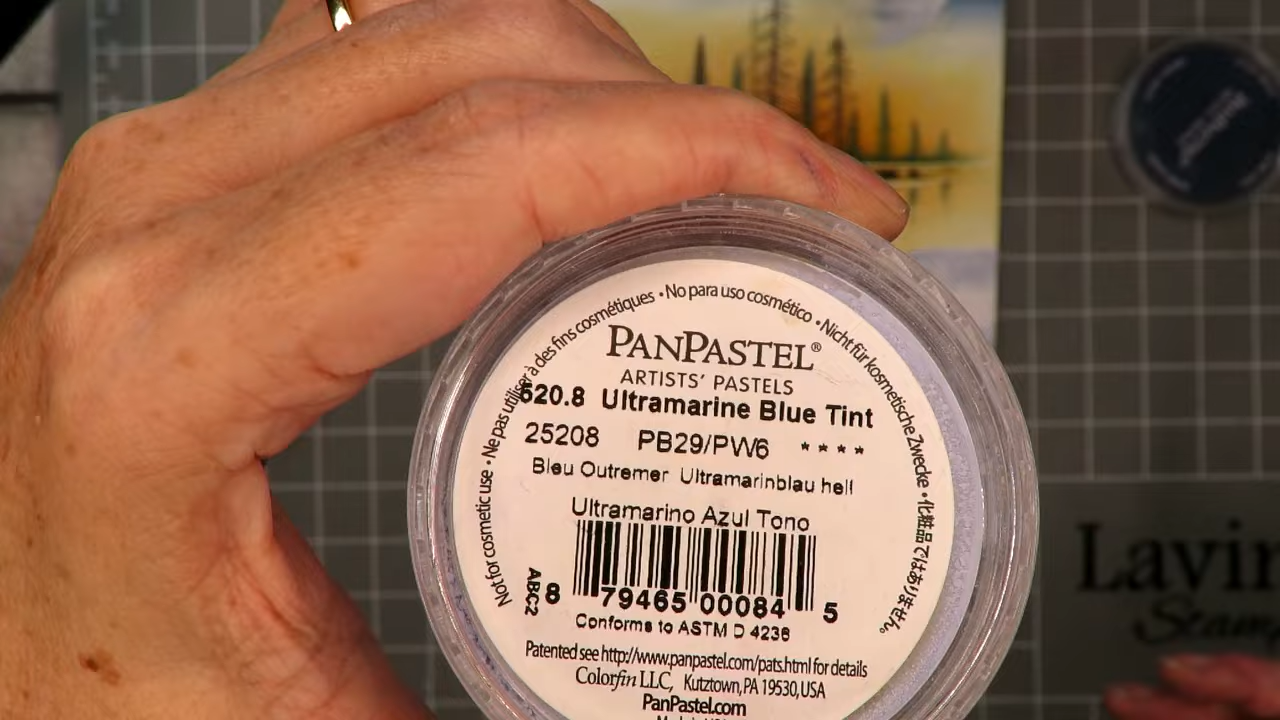 Not for cosmetic use • Ne pas utiliser à des fins cosmétiques • No para uso cosmético • Nicht für kosmetische Zwecke • 化粧品ではありません。
PANPASTEL®
ARTISTS' PASTELS
520.8 Ultramarine Blue Tint
25208 PB29/PW6 ****
Bleu Outremer Ultramarinblau hell
Ultramarino Azul Tono
ABC2
8 79465 00084 5
Conforms to ASTM D 4236
Patented see http://www.panpastel.com/pats.html for details
Colorfin LLC, Kutztown, PA 19530, USA
PanPastel.com
Lavin
Stamp